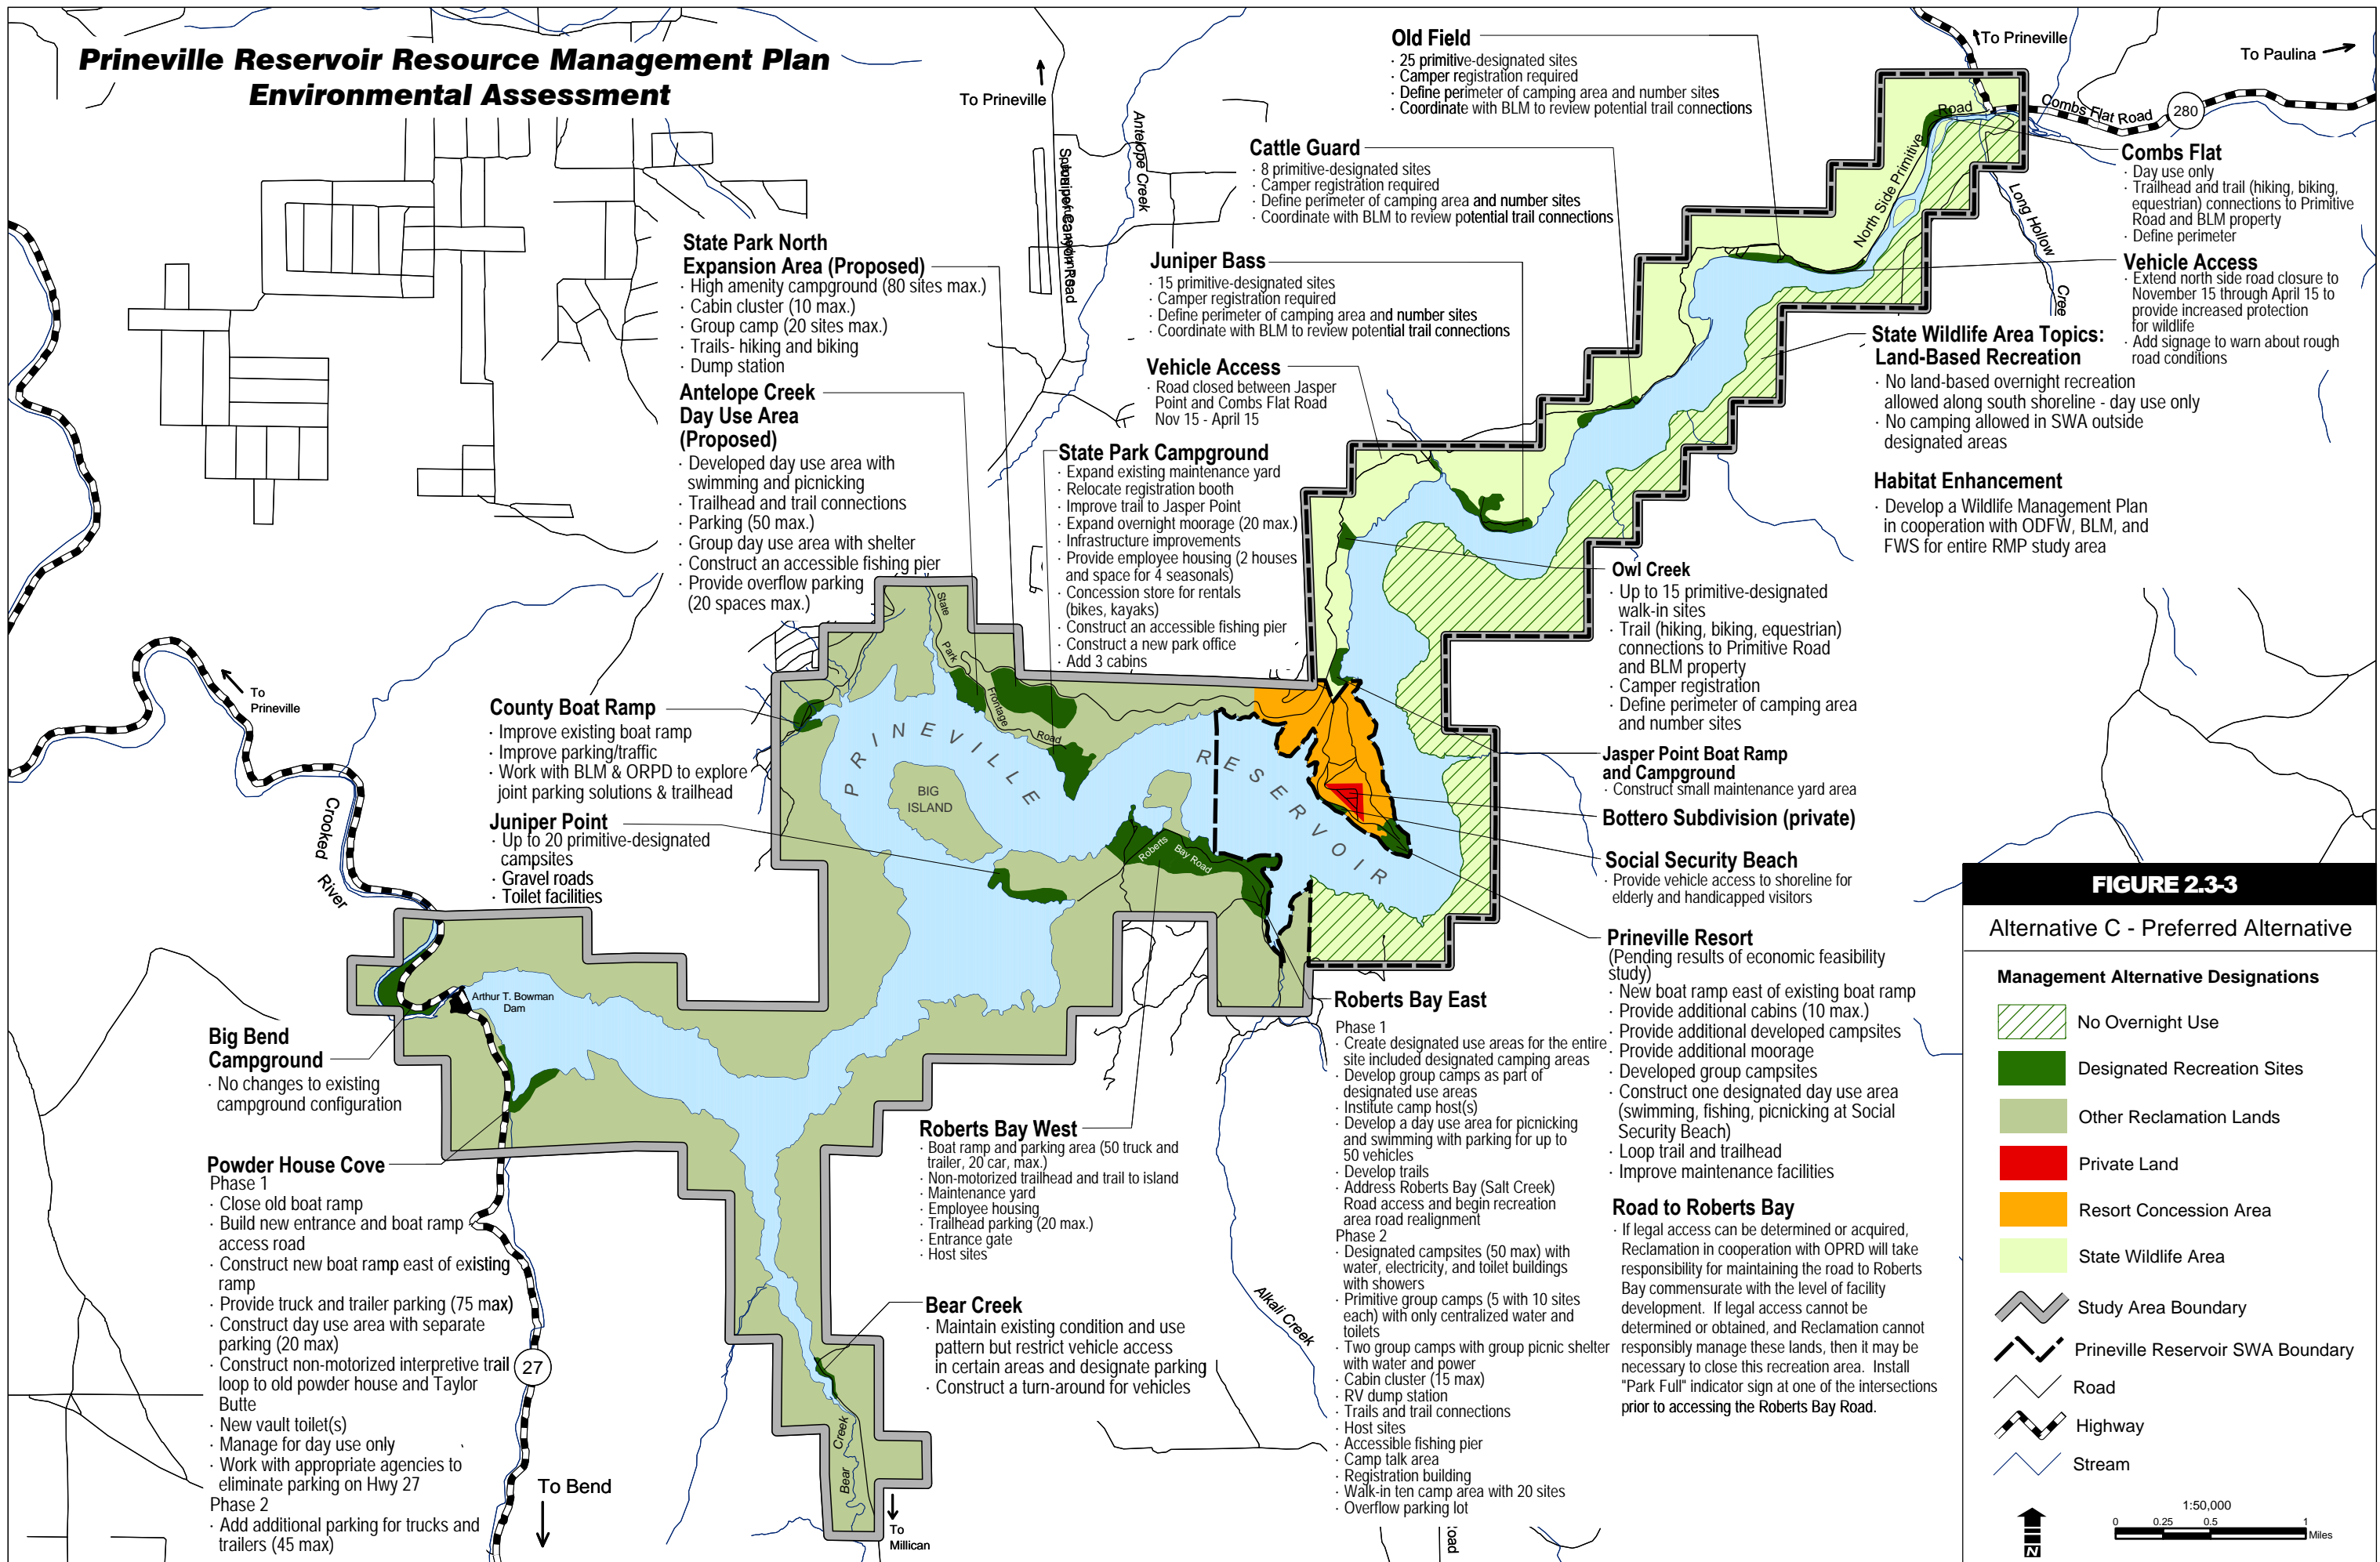 Prineville Reservoir Resource Management Plan
Environmental Assessment
To Prineville
Antelope Creek
Old Field
· 25 primitive-designated sites
· Camper registration required
· Define perimeter of camping area and number sites
· Coordinate with BLM to review potential trail connections
To Prineville
To Paulina
Road
Combs Flat Road
280
North Side Primitive
Long Hollow
Cree
Cattle Guard
· 8 primitive-designated sites
· Camper registration required
· Define perimeter of camping area and number sites
· Coordinate with BLM to review potential trail connections
Combs Flat
· Day use only
· Trailhead and trail (hiking, biking,
equestrian) connections to Primitive
Road and BLM property
· Define perimeter
Vehicle Access
· Extend north side road closure to
November 15 through April 15 to
provide increased protection
for wildlife
· Add signage to warn about rough
road conditions
State Park North
Expansion Area (Proposed)
· High amenity campground (80 sites max.)
· Cabin cluster (10 max.)
· Group camp (20 sites max.)
· Trails- hiking and biking
· Dump station
Juniper Bass
· 15 primitive-designated sites
· Camper registration required
· Define perimeter of camping area and number sites
· Coordinate with BLM to review potential trail connections
State Wildlife Area Topics:
Land-Based Recreation
· No land-based overnight recreation
allowed along south shoreline - day use only
· No camping allowed in SWA outside
designated areas
Habitat Enhancement
· Develop a Wildlife Management Plan
in cooperation with ODFW, BLM, and
FWS for entire RMP study area
Vehicle Access
· Road closed between Jasper
Point and Combs Flat Road
Nov 15 - April 15
Antelope Creek
Day Use Area
(Proposed)
· Developed day use area with
swimming and picnicking
· Trailhead and trail connections
· Parking (50 max.)
· Group day use area with shelter
· Construct an accessible fishing pier
· Provide overflow parking
(20 spaces max.)
State Park Campground
· Expand existing maintenance yard
· Relocate registration booth
· Improve trail to Jasper Point
· Expand overnight moorage (20 max.)
· Infrastructure improvements
· Provide employee housing (2 houses
and space for 4 seasonals)
· Concession store for rentals
(bikes, kayaks)
· Construct an accessible fishing pier
· Construct a new park office
· Add 3 cabins
Owl Creek
· Up to 15 primitive-designated
walk-in sites
· Trail (hiking, biking, equestrian)
connections to Primitive Road
and BLM property
· Camper registration
· Define perimeter of camping area
and number sites
State
Park
Frontage
Road
To
Prineville
Crooked
River
County Boat Ramp
· Improve existing boat ramp
· Improve parking/traffic
· Work with BLM & ORPD to explore
joint parking solutions & trailhead
PRINEVILLE
RESERVOIR
BIG
ISLAND
Juniper Point
· Up to 20 primitive-designated
campsites
· Gravel roads
· Toilet facilities
Roberts
Bay Road
Jasper Point Boat Ramp
and Campground
· Construct small maintenance yard area
Bottero Subdivision (private)
Social Security Beach
· Provide vehicle access to shoreline for
elderly and handicapped visitors
Prineville Resort
(Pending results of economic feasibility
study)
· New boat ramp east of existing boat ramp
· Provide additional cabins (10 max.)
· Provide additional developed campsites
· Provide additional moorage
· Developed group campsites
· Construct one designated day use area
(swimming, fishing, picnicking at Social
Security Beach)
· Loop trail and trailhead
· Improve maintenance facilities
Arthur T. Bowman
Dam
Big Bend
Campground
· No changes to existing
campground configuration
Powder House Cove
Phase 1
· Close old boat ramp
· Build new entrance and boat ramp
access road
· Construct new boat ramp east of existing
ramp
· Provide truck and trailer parking (75 max)
· Construct day use area with separate
parking (20 max)
· Construct non-motorized interpretive trail
loop to old powder house and Taylor
Butte
· New vault toilet(s)
· Manage for day use only
· Work with appropriate agencies to
eliminate parking on Hwy 27
Phase 2
· Add additional parking for trucks and
trailers (45 max)
27
To Bend
Roberts Bay West
· Boat ramp and parking area (50 truck and
trailer, 20 car, max.)
· Non-motorized trailhead and trail to island
· Maintenance yard
· Employee housing
· Trailhead parking (20 max.)
· Entrance gate
· Host sites
Bear Creek
· Maintain existing condition and use
pattern but restrict vehicle access
in certain areas and designate parking
· Construct a turn-around for vehicles
Bear Creek
To
Millican
Alkali Creek
Roberts Bay East
Phase 1
· Create designated use areas for the entire
site included designated camping areas
· Develop group camps as part of
designated use areas
· Institute camp host(s)
· Develop a day use area for picnicking
and swimming with parking for up to
50 vehicles
· Develop trails
· Address Roberts Bay (Salt Creek)
Road access and begin recreation
area road realignment
Phase 2
· Designated campsites (50 max) with
water, electricity, and toilet buildings
with showers
· Primitive group camps (5 with 10 sites
each) with only centralized water and
toilets
· Two group camps with group picnic shelter
with water and power
· Cabin cluster (15 max)
· RV dump station
· Trails and trail connections
· Host sites
· Accessible fishing pier
· Camp talk area
· Registration building
· Walk-in ten camp area with 20 sites
· Overflow parking lot
Road to Roberts Bay
· If legal access can be determined or acquired,
Reclamation in cooperation with OPRD will take
responsibility for maintaining the road to Roberts
Bay commensurate with the level of facility
development. If legal access cannot be
determined or obtained, and Reclamation cannot
responsibly manage these lands, then it may be
necessary to close this recreation area. Install
"Park Full" indicator sign at one of the intersections
prior to accessing the Roberts Bay Road.
FIGURE 2.3-3
Alternative C - Preferred Alternative
Management Alternative Designations
No Overnight Use
Designated Recreation Sites
Other Reclamation Lands
Private Land
Resort Concession Area
State Wildlife Area
Study Area Boundary
Prineville Reservoir SWA Boundary
Road
Highway
Stream
N
1:50,000
0 0.25 0.5 1
Miles